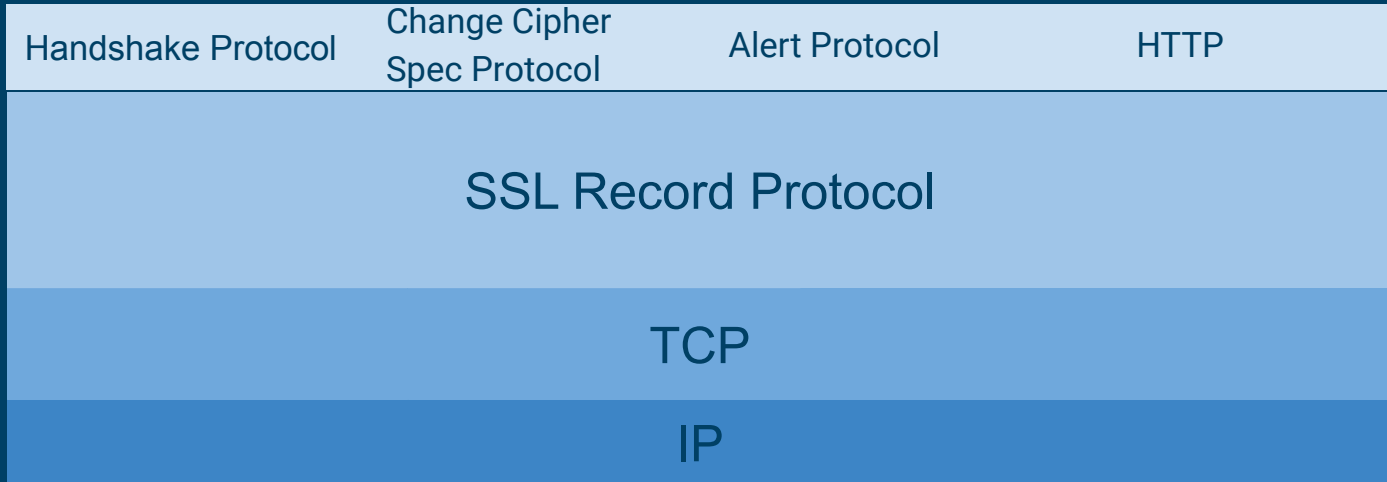 Handshake Protocol
Change Cipher
Spec Protocol
Alert Protocol
HTTP
SSL Record Protocol
TCP
IP